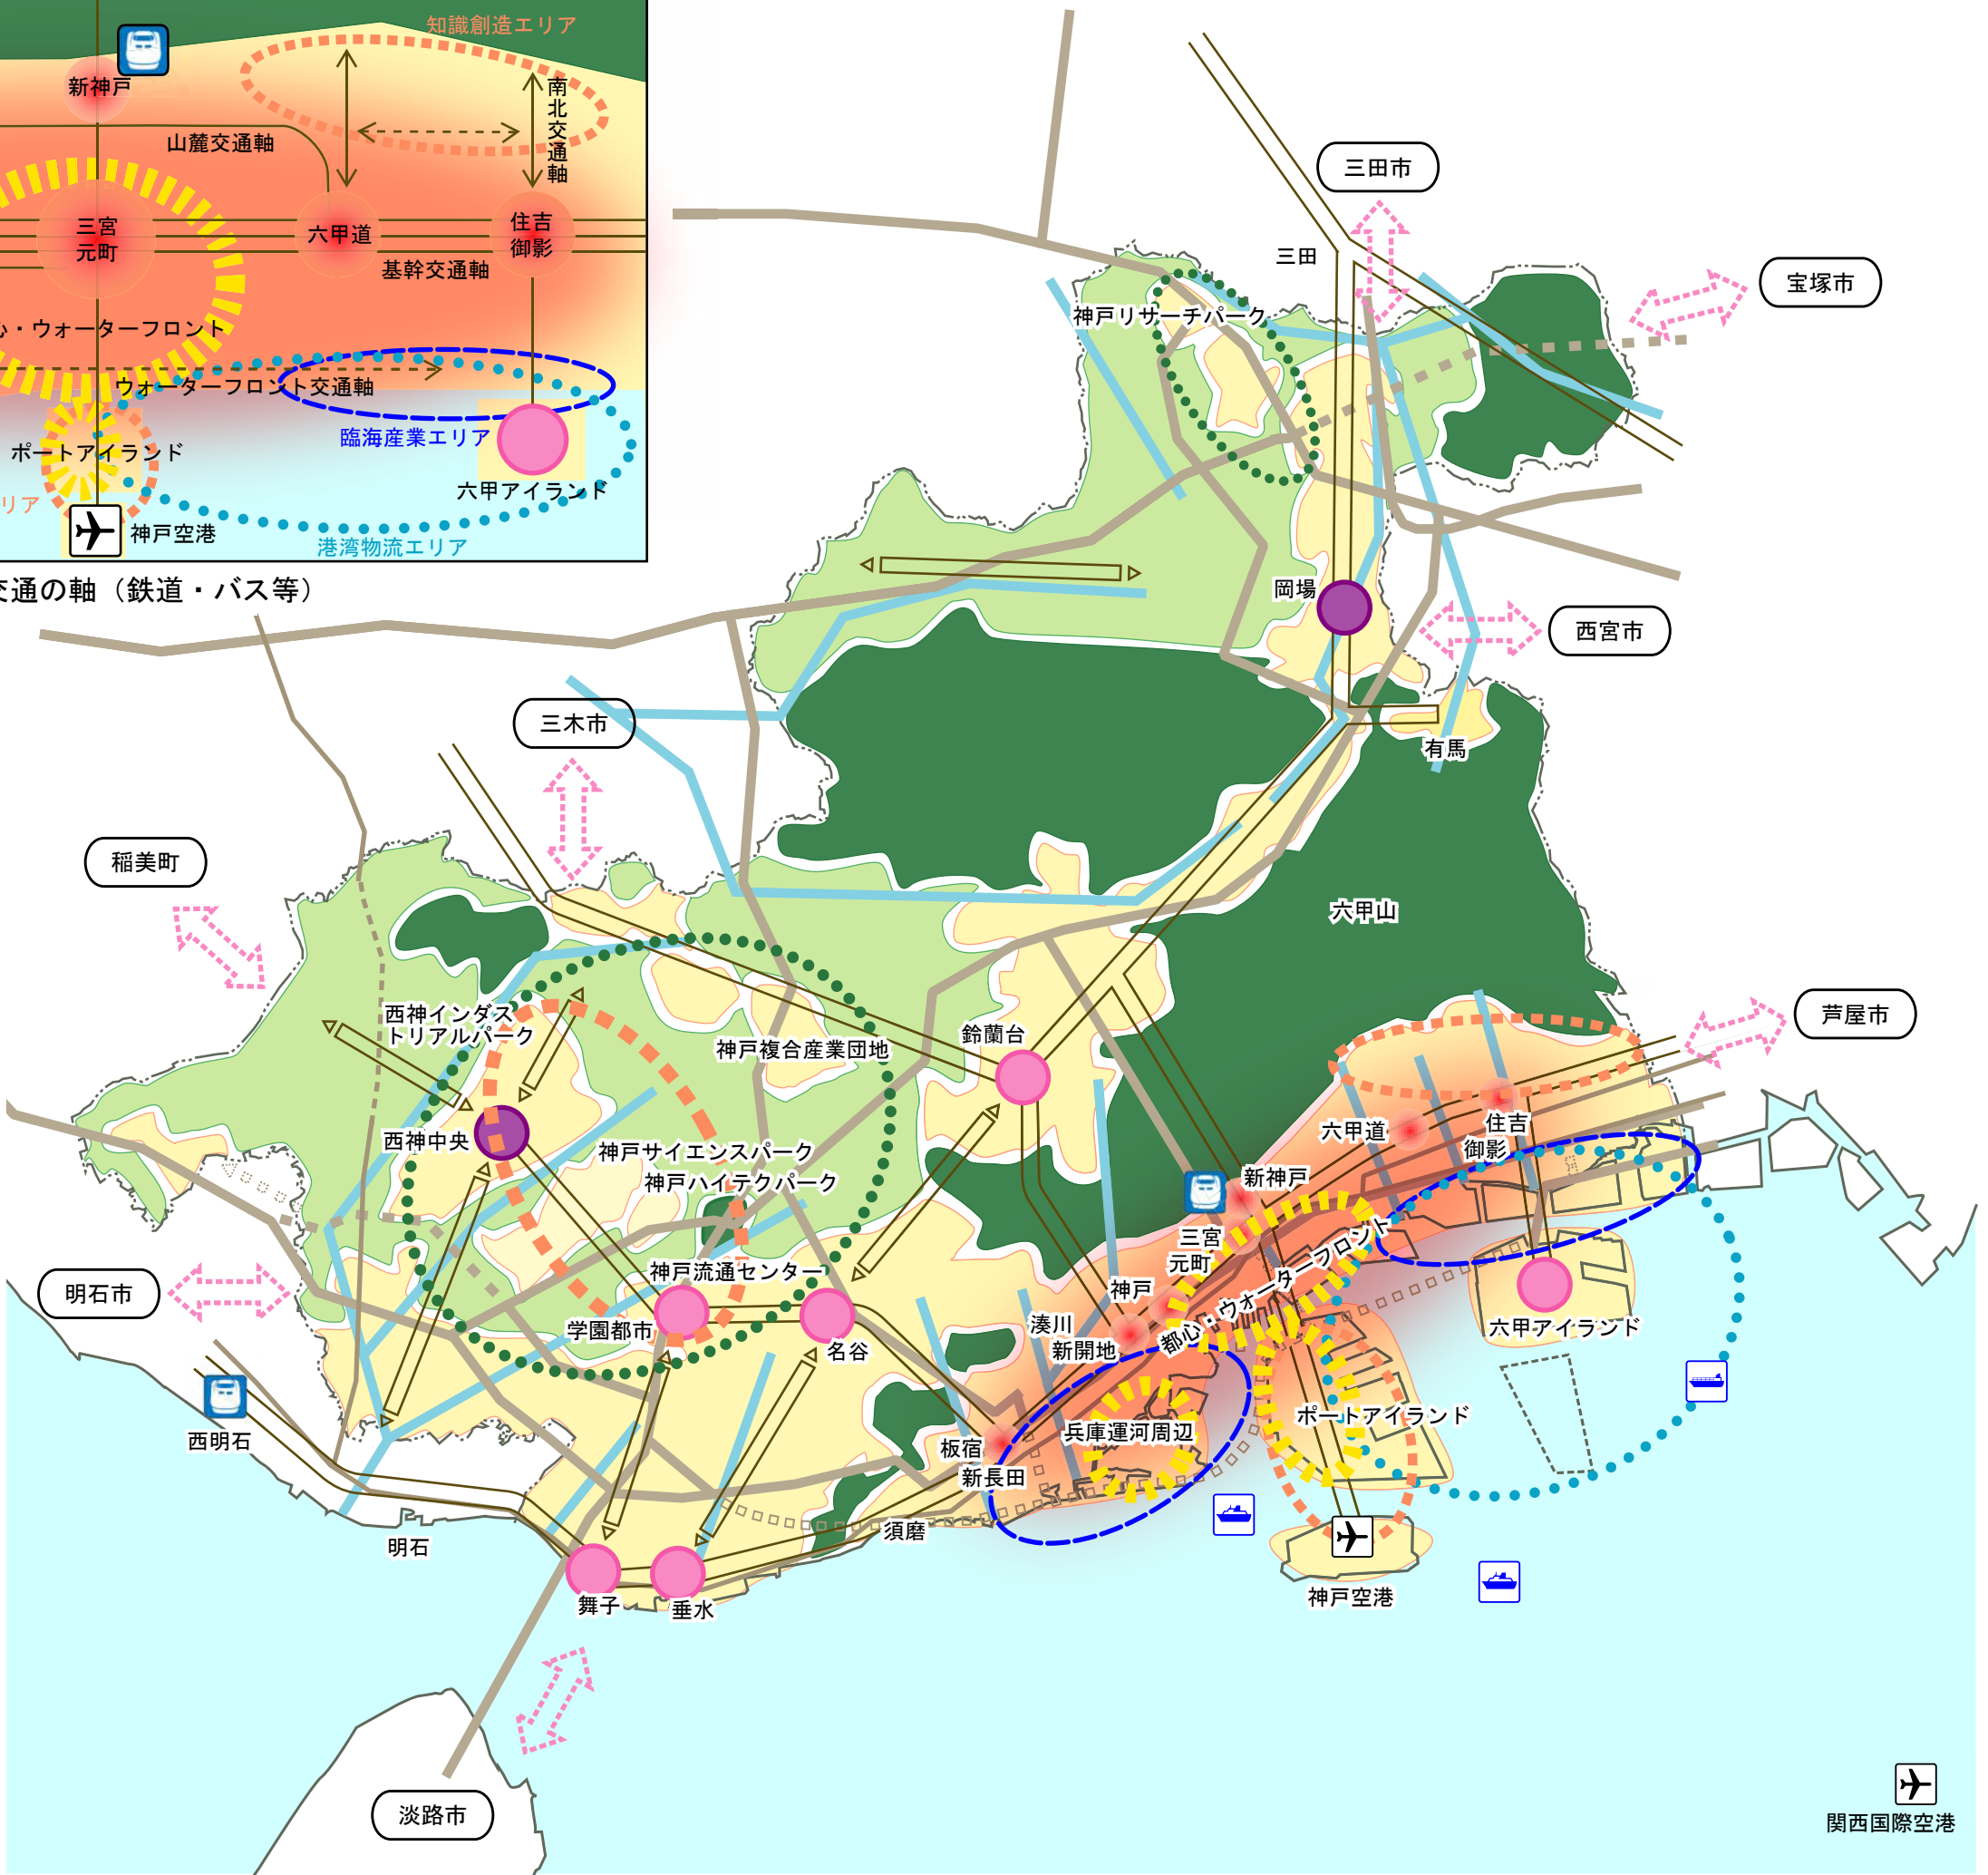 知識創造エリア
新神戸
南北交通軸
山麓交通軸
三宮
元町
六甲道
住吉
御影
基幹交通軸
・ウォーターフロント
ウォーターフロント交通軸
臨海産業エリア
ポートアイランド
六甲アイランド
リア
神戸空港
港湾物流エリア
交通の軸（鉄道・バス等）
三田市
三田
宝塚市
神戸リサーチパーク
岡場
西宮市
三木市
有馬
稲美町
六甲山
西神インダス
トリアルパーク
神戸複合産業団地
鈴蘭台
芦屋市
西神中央
神戸サイエンスパーク
神戸ハイテクパーク
六甲道
住吉
御影
新神戸
三宮
元町
神戸流通センター
明石市
神戸
都心・ウォーターフロント
学園都市
名谷
湊川
新開地
六甲アイランド
西明石
板宿
新長田
兵庫運河周辺
ポートアイランド
明石
須磨
舞子
垂水
神戸空港
淡路市
関西国際空港